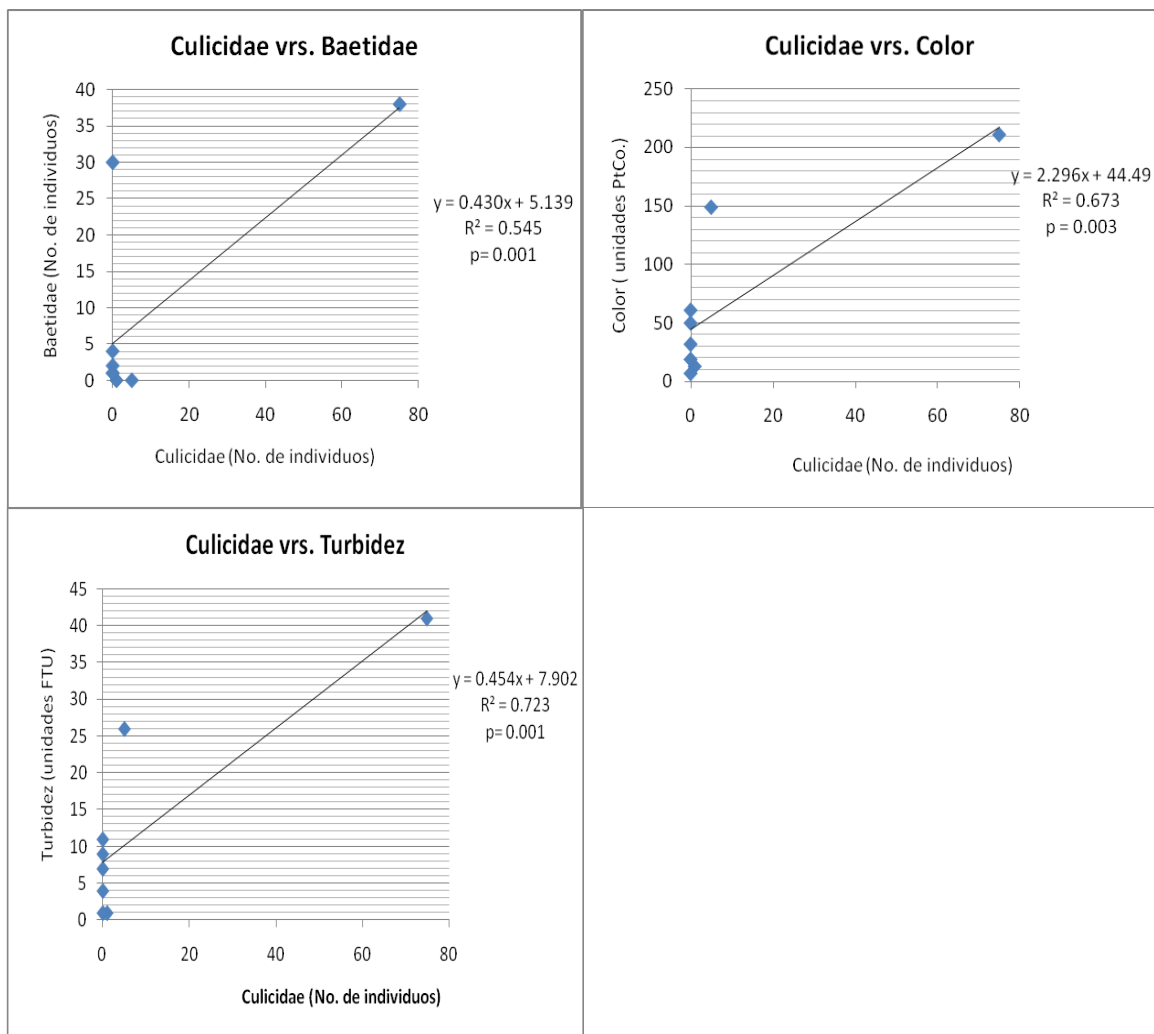 Culicidae vrs. Baetidae
40
35
30
25
20
15
10
5
0
0 20 40 60 80
Baetidae (No. de individuos)
Culicidae (No. de individuos)
y = 0.430x + 5.139
R² = 0.545
p= 0.001
Culicidae vrs. Color
250
200
150
100
50
0
0 20 40 60 80
Color ( unidades PtCo.)
Culicidae (No. de individuos)
y = 2.296x + 44.49
R² = 0.673
p = 0.003
Culicidae vrs. Turbidez
45
40
35
30
25
20
15
10
5
0
0 20 40 60 80
Turbidez (unidades FTU)
Culicidae (No. de individuos)
y = 0.454x + 7.902
R² = 0.723
p= 0.001